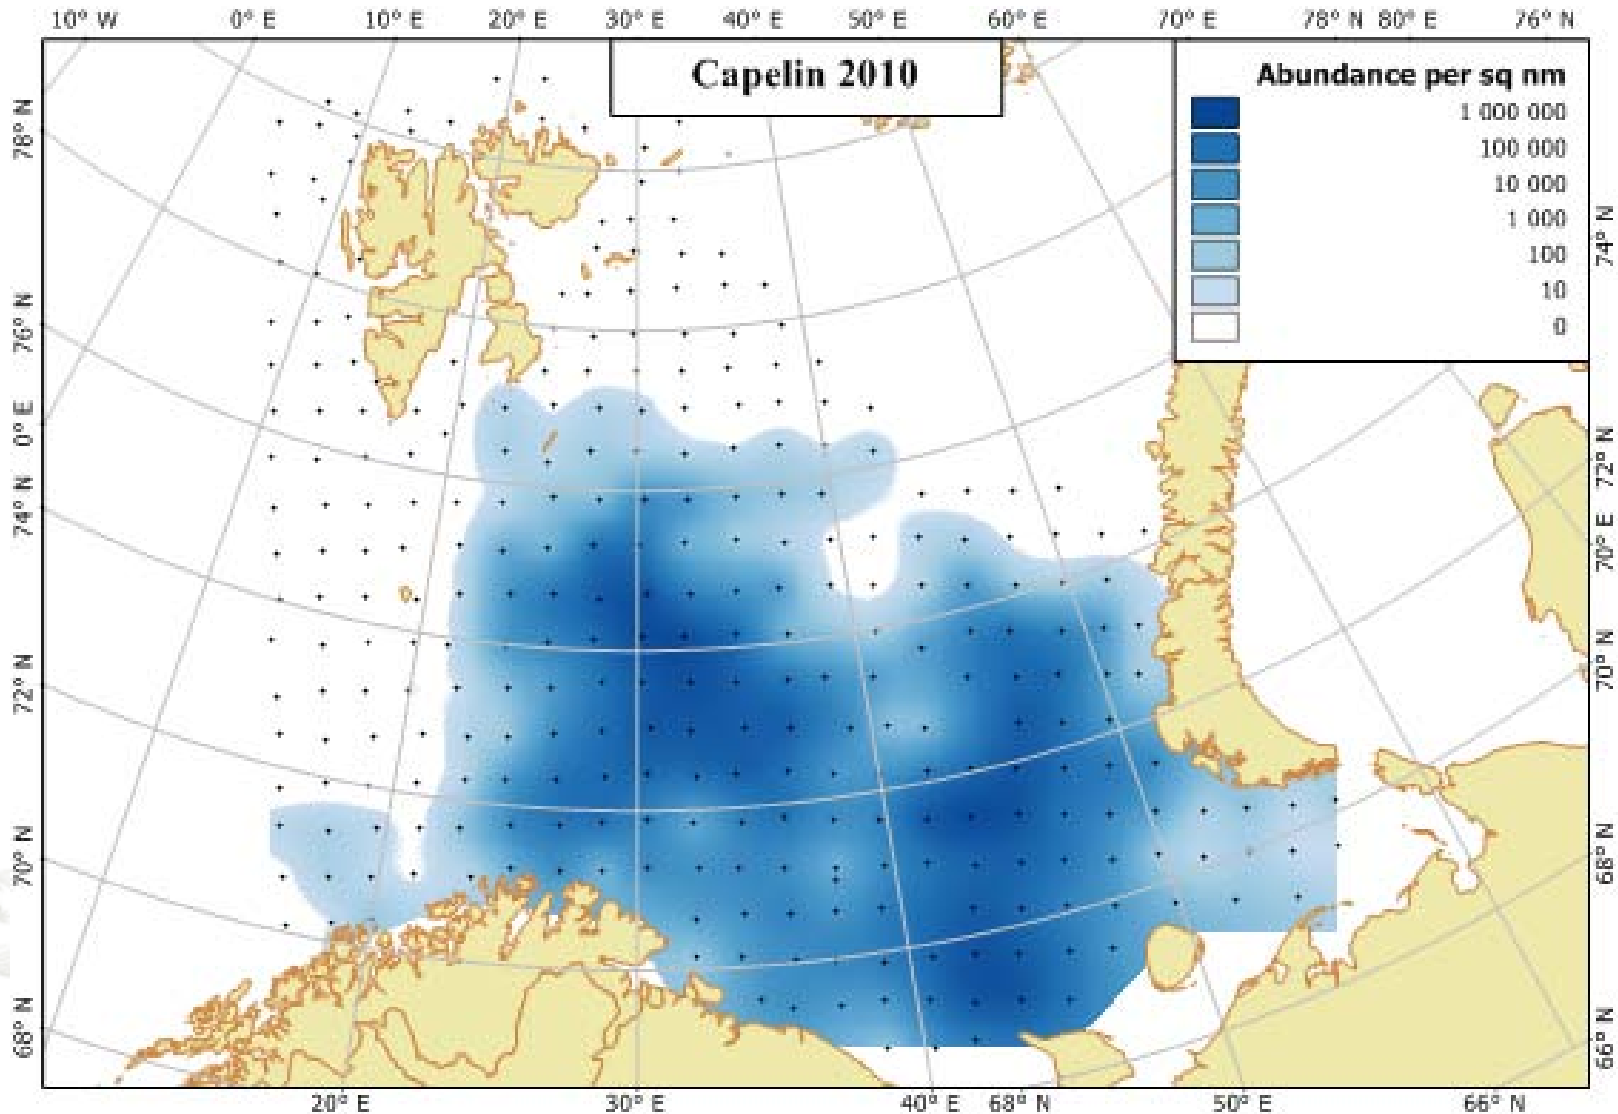 10° W 0° E 10° E 20° E 30° E 40° E 50° E 60° E 70° E 78° N 80° E 76° N
Capelin 2010
Abundance per sq nm
1 000 000
100 000
10 000
1 000
100
10
0
78° N
76° N
0° E
74° N
72° N
70° N
68° N
74° N
72° N
70° E
70° N
68° N
66° N
20° E 30° E 40° E 68° N 50° E 66° N